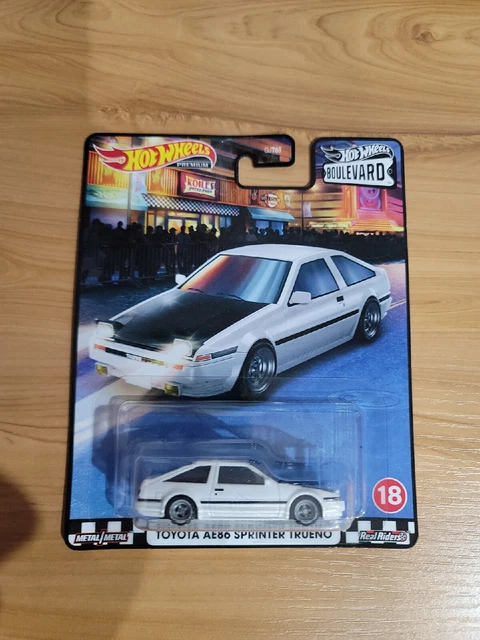 HOT WHEELS
PREMIUM
HOT WHEELS
BOULEVARD
18
TOYOTA AE86 SPRINTER TRUENO
METAL/METAL
Real Riders